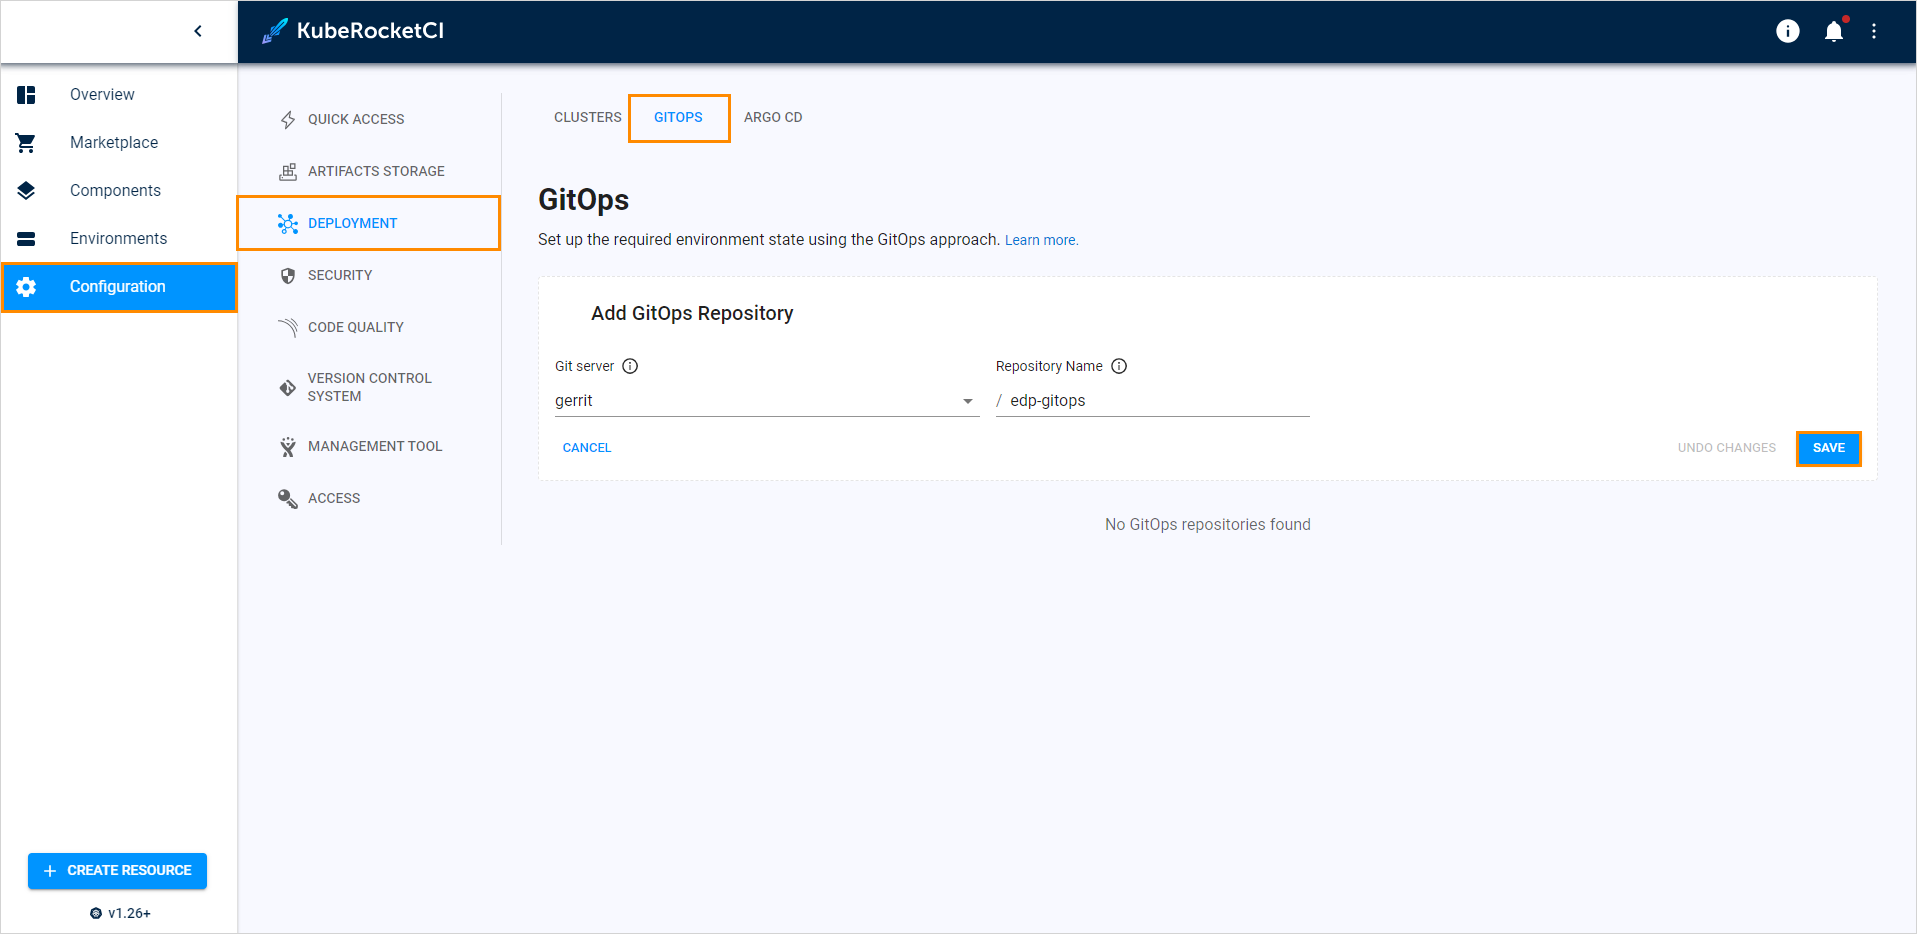 KubeRocketCI
Overview
Marketplace
Components
Environments
Configuration
CREATE RESOURCE
v1.26+
QUICK ACCESS
ARTIFACTS STORAGE
DEPLOYMENT
SECURITY
CODE QUALITY
VERSION CONTROL
SYSTEM
MANAGEMENT TOOL
ACCESS
CLUSTERS GITOPS ARGO CD
GitOps
Set up the required environment state using the GitOps approach. Learn more.
Add GitOps Repository
Git server Repository Name
gerrit / edp-gitops
CANCEL UNDO CHANGES SAVE
No GitOps repositories found